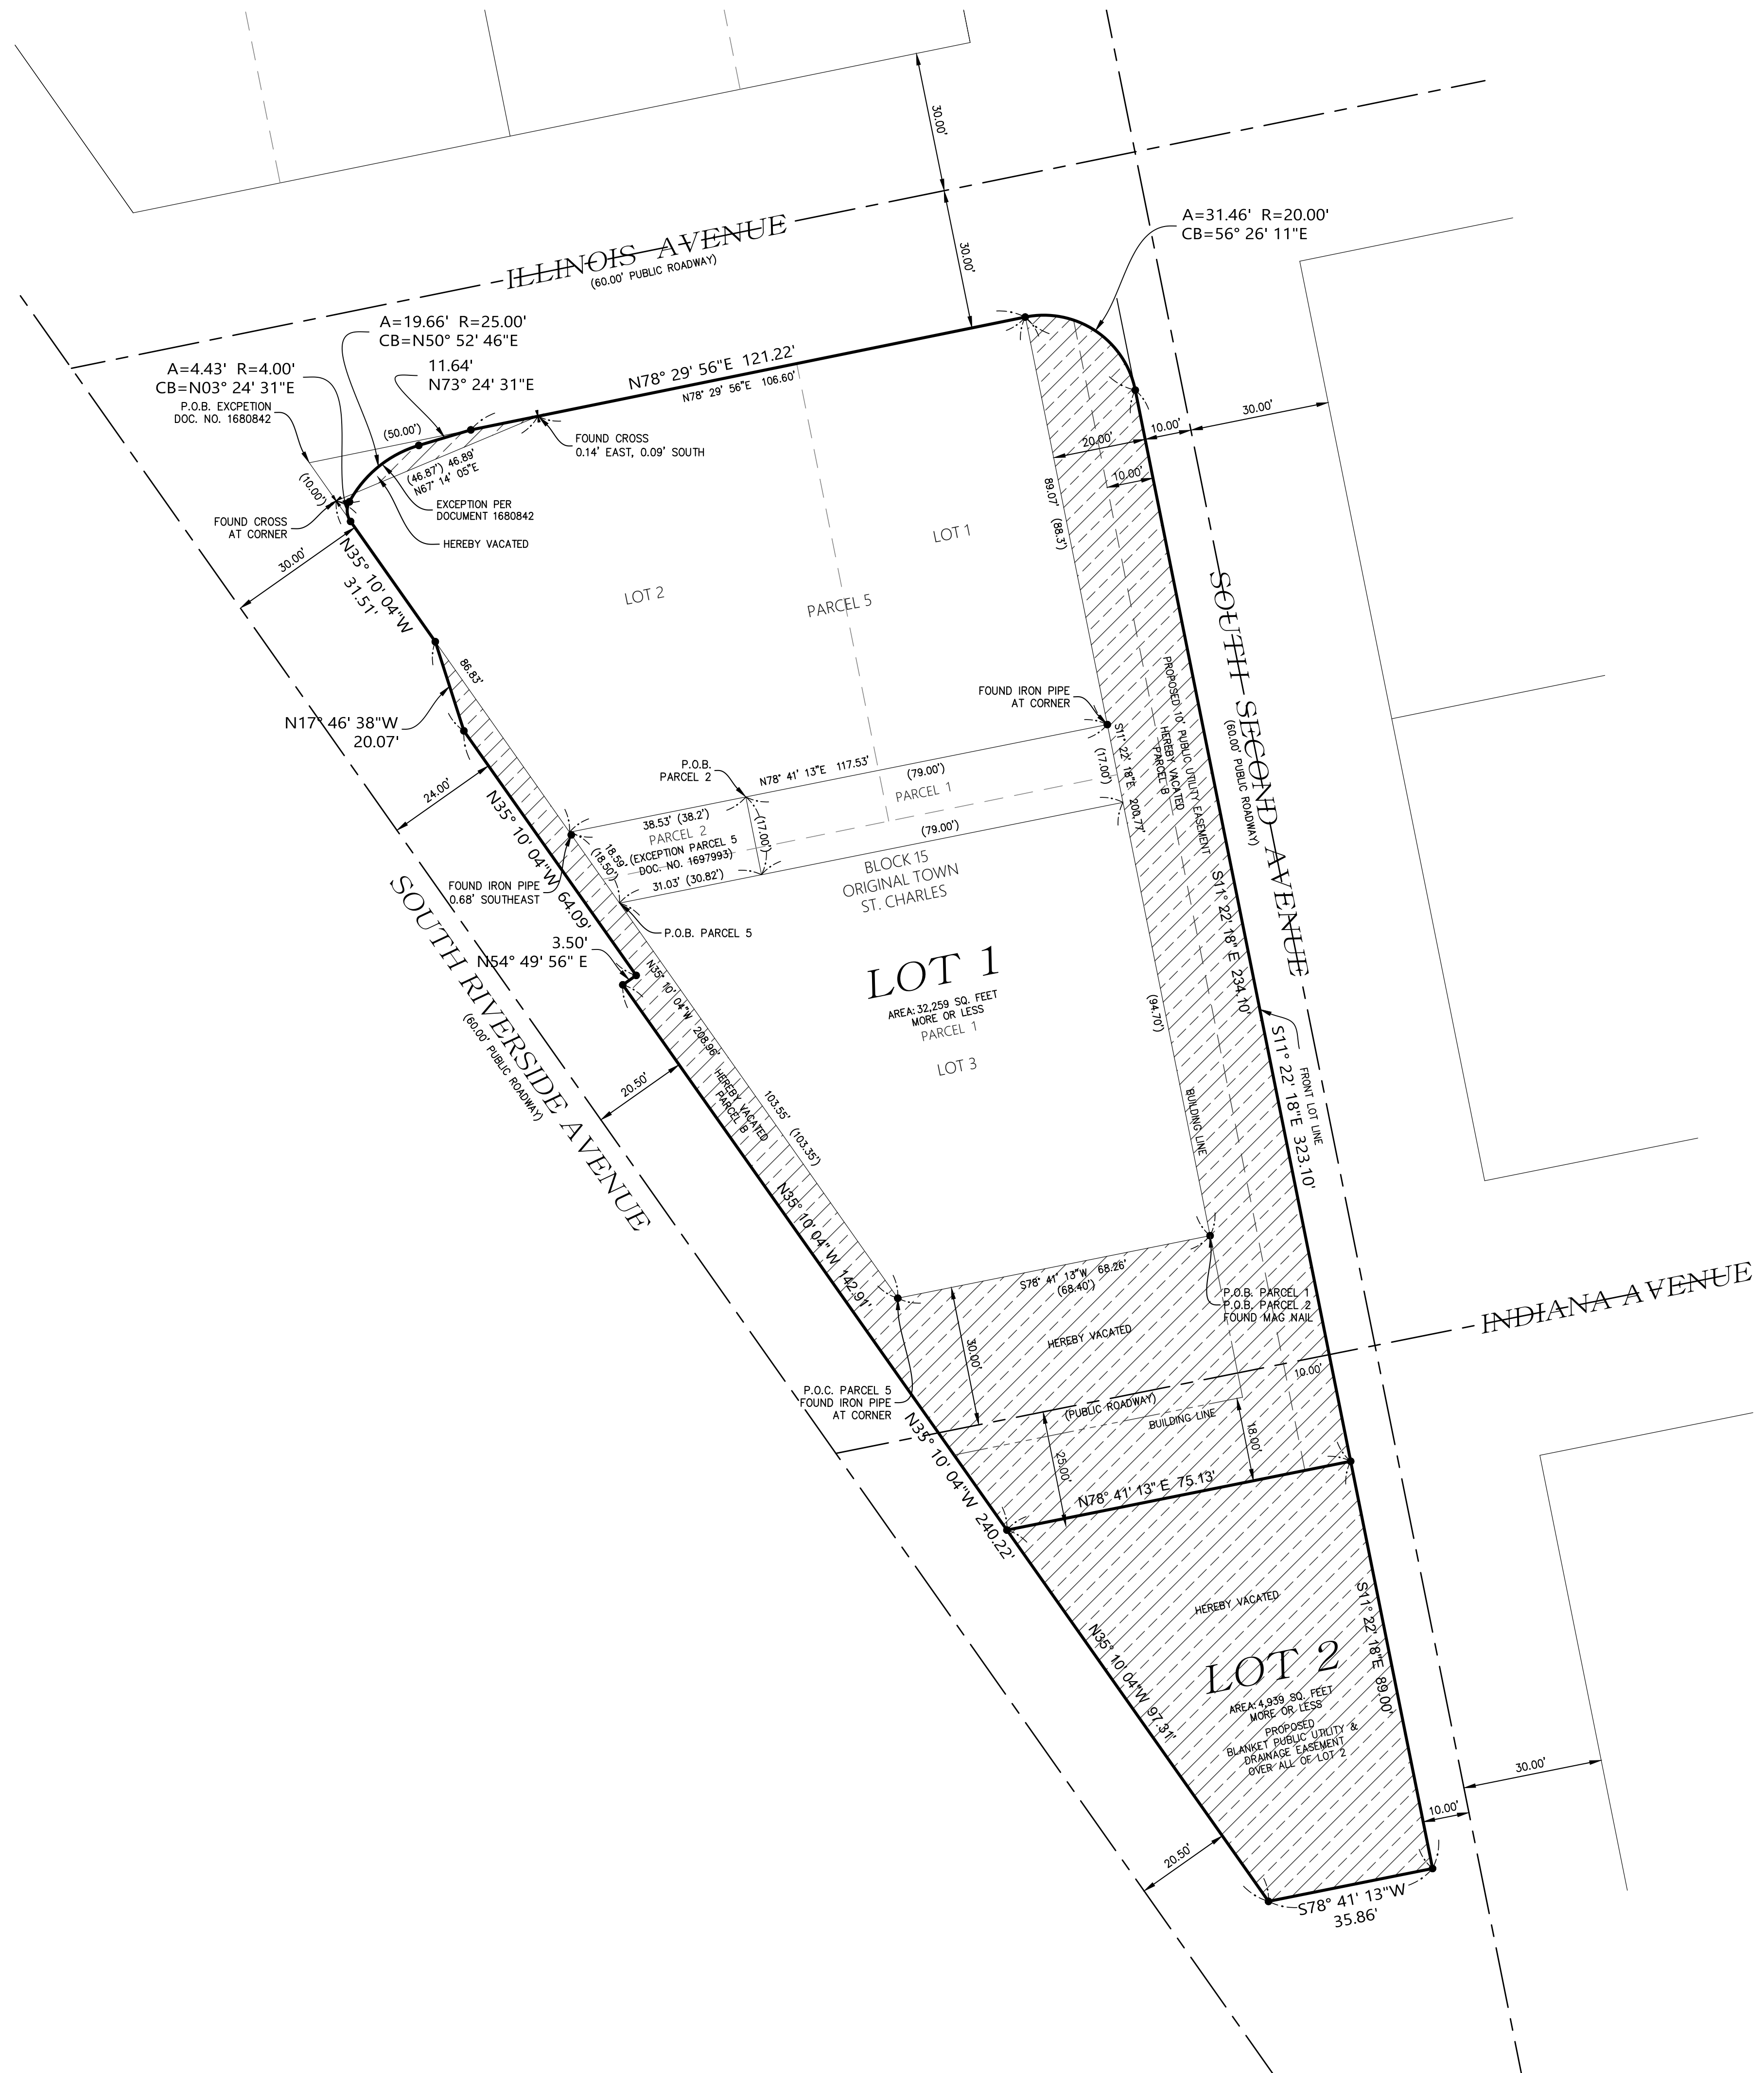 30.00'
ILLINOIS AVENUE
(60.00' PUBLIC ROADWAY)
30.00'
A=31.46' R=20.00'
CB=56° 26' 11"E
A=19.66' R=25.00'
CB=N50° 52' 46"E
11.64'
N73° 24' 31"E
A=4.43' R=4.00'
CB=N03° 24' 31"E
P.O.B. EXCPETION
DOC. NO. 1680842
N78° 29' 56"E 121.22'
N78° 29' 56"E 106.60'
(50.00')
(46.87') 46.89'
N67° 14' 05"E
(10.00')
FOUND CROSS
0.14' EAST, 0.09' SOUTH
EXCEPTION PER
DOCUMENT 1680842
HEREBY VACATED
FOUND CROSS
AT CORNER
30.00'
N35° 10' 04"W
31.51'
20.00'
10.00'
30.00'
10.00'
89.07' (88.3')
LOT 1
LOT 2
PARCEL 5
86.83'
N17° 46' 38"W
20.07'
24.00'
FOUND IRON PIPE
AT CORNER
P.O.B.
PARCEL 2
N78° 41' 13"E 117.53'
(79.00')
PARCEL 1
(17.00')
S11° 22' 18"E 200.77'
PROPOSED 10' PUBLIC UTILITY EASEMENT
HEREBY VACATED
PARCEL B
SOUTH SECOND AVENUE
(60.00' PUBLIC ROADWAY)
38.53' (38.2')
PARCEL 2
(EXCEPTION PARCEL 5
DOC. NO. 1697993)
(17.00')
18.59'
(18.50')
31.03' (30.82')
(79.00')
BLOCK 15
ORIGINAL TOWN
ST. CHARLES
FOUND IRON PIPE
0.68' SOUTHEAST
N35° 10' 04"W 64.09'
P.O.B. PARCEL 5
3.50'
N54° 49' 56" E
SOUTH RIVERSIDE AVENUE
(60.00' PUBLIC ROADWAY)
LOT 1
AREA: 32,259 SQ. FEET
MORE OR LESS
PARCEL 1
LOT 3
(94.70')
S11° 22' 18"E 234.10'
N35° 10' 04"W 208.96'
20.50'
HEREBY VACATED
PARCEL B
103.55' (103.35')
BUILDING LINE
FRONT LOT LINE
S11° 22' 18"E 323.10'
N35° 10' 04"W 142.91'
S78° 41' 13"W 68.26'
(68.40')
P.O.B. PARCEL 1
P.O.B. PARCEL 2
FOUND MAG NAIL
INDIANA AVENUE
HEREBY VACATED
30.00'
10.00'
P.O.C. PARCEL 5
FOUND IRON PIPE
AT CORNER
(PUBLIC ROADWAY)
BUILDING LINE
18.00'
25.00'
N35° 10' 04"W 240.22'
N78° 41' 13" E 75.13'
HEREBY VACATED
S11° 22' 18"E 89.00'
N35° 10' 04"W 97.31'
LOT 2
AREA: 4,939 SQ. FEET
MORE OR LESS
PROPOSED
BLANKET PUBLIC UTILITY &
DRAINAGE EASEMENT
OVER ALL OF LOT 2
30.00'
10.00'
20.50'
S78° 41' 13"W
35.86'